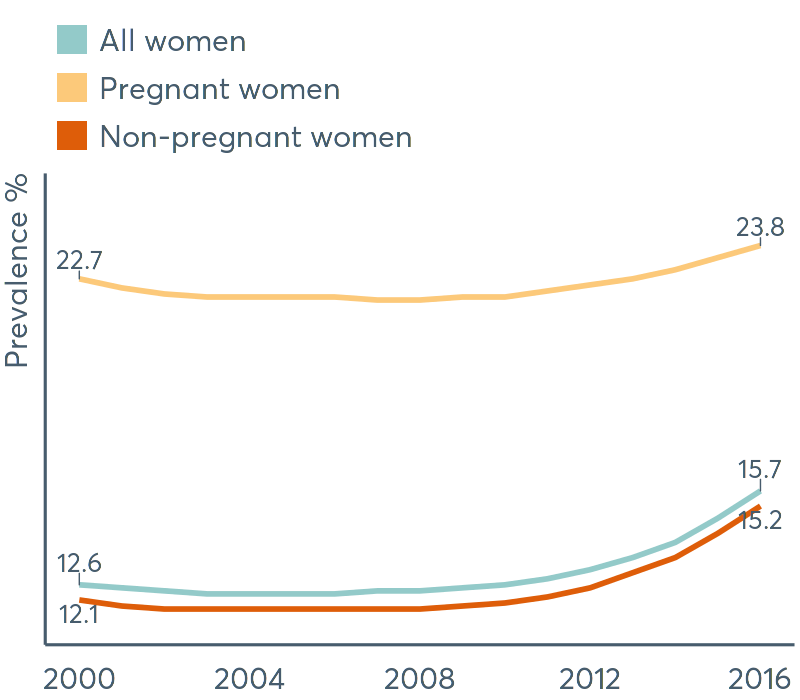 All women
Pregnant women
Non-pregnant women
Prevalence %
22.7
23.8
15.7
15.2
12.6
12.1
2000 2004 2008 2012 2016